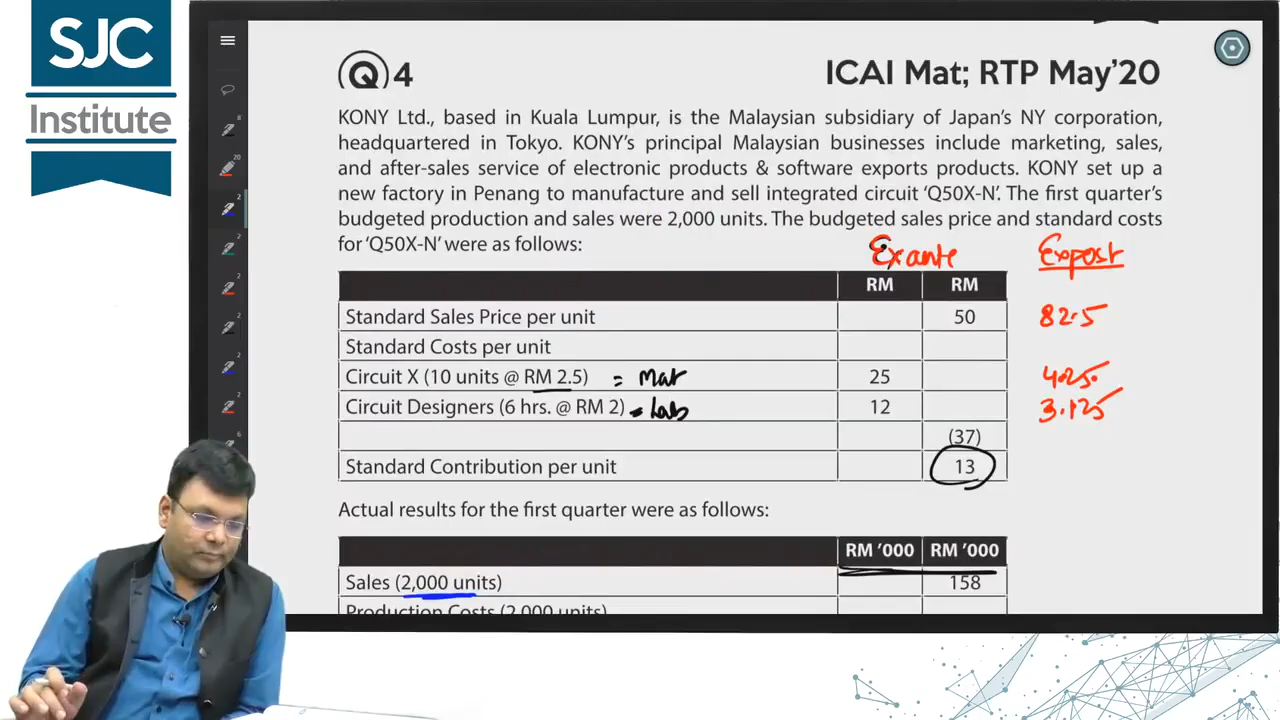 SJC
Institute
Q 4
ICAI Mat; RTP May'20
KONY Ltd., based in Kuala Lumpur, is the Malaysian subsidiary of Japan's NY corporation,
headquartered in Tokyo. KONY's principal Malaysian businesses include marketing, sales,
and after-sales service of electronic products & software exports products. KONY set up a
new factory in Penang to manufacture and sell integrated circuit 'Q50X-N'. The first quarter's
budgeted production and sales were 2,000 units. The budgeted sales price and standard costs
for 'Q50X-N' were as follows:
Exante Expost
RM RM
Standard Sales Price per unit 50 82.5
Standard Costs per unit
Circuit X (10 units @ RM 2.5) = Mat 25 4.25
Circuit Designers (6 hrs. @ RM 2) = Lab 12 3.125
(37)
Standard Contribution per unit 13
Actual results for the first quarter were as follows:
RM '000 RM '000
Sales (2,000 units) 158
Production Costs (2,000 units)